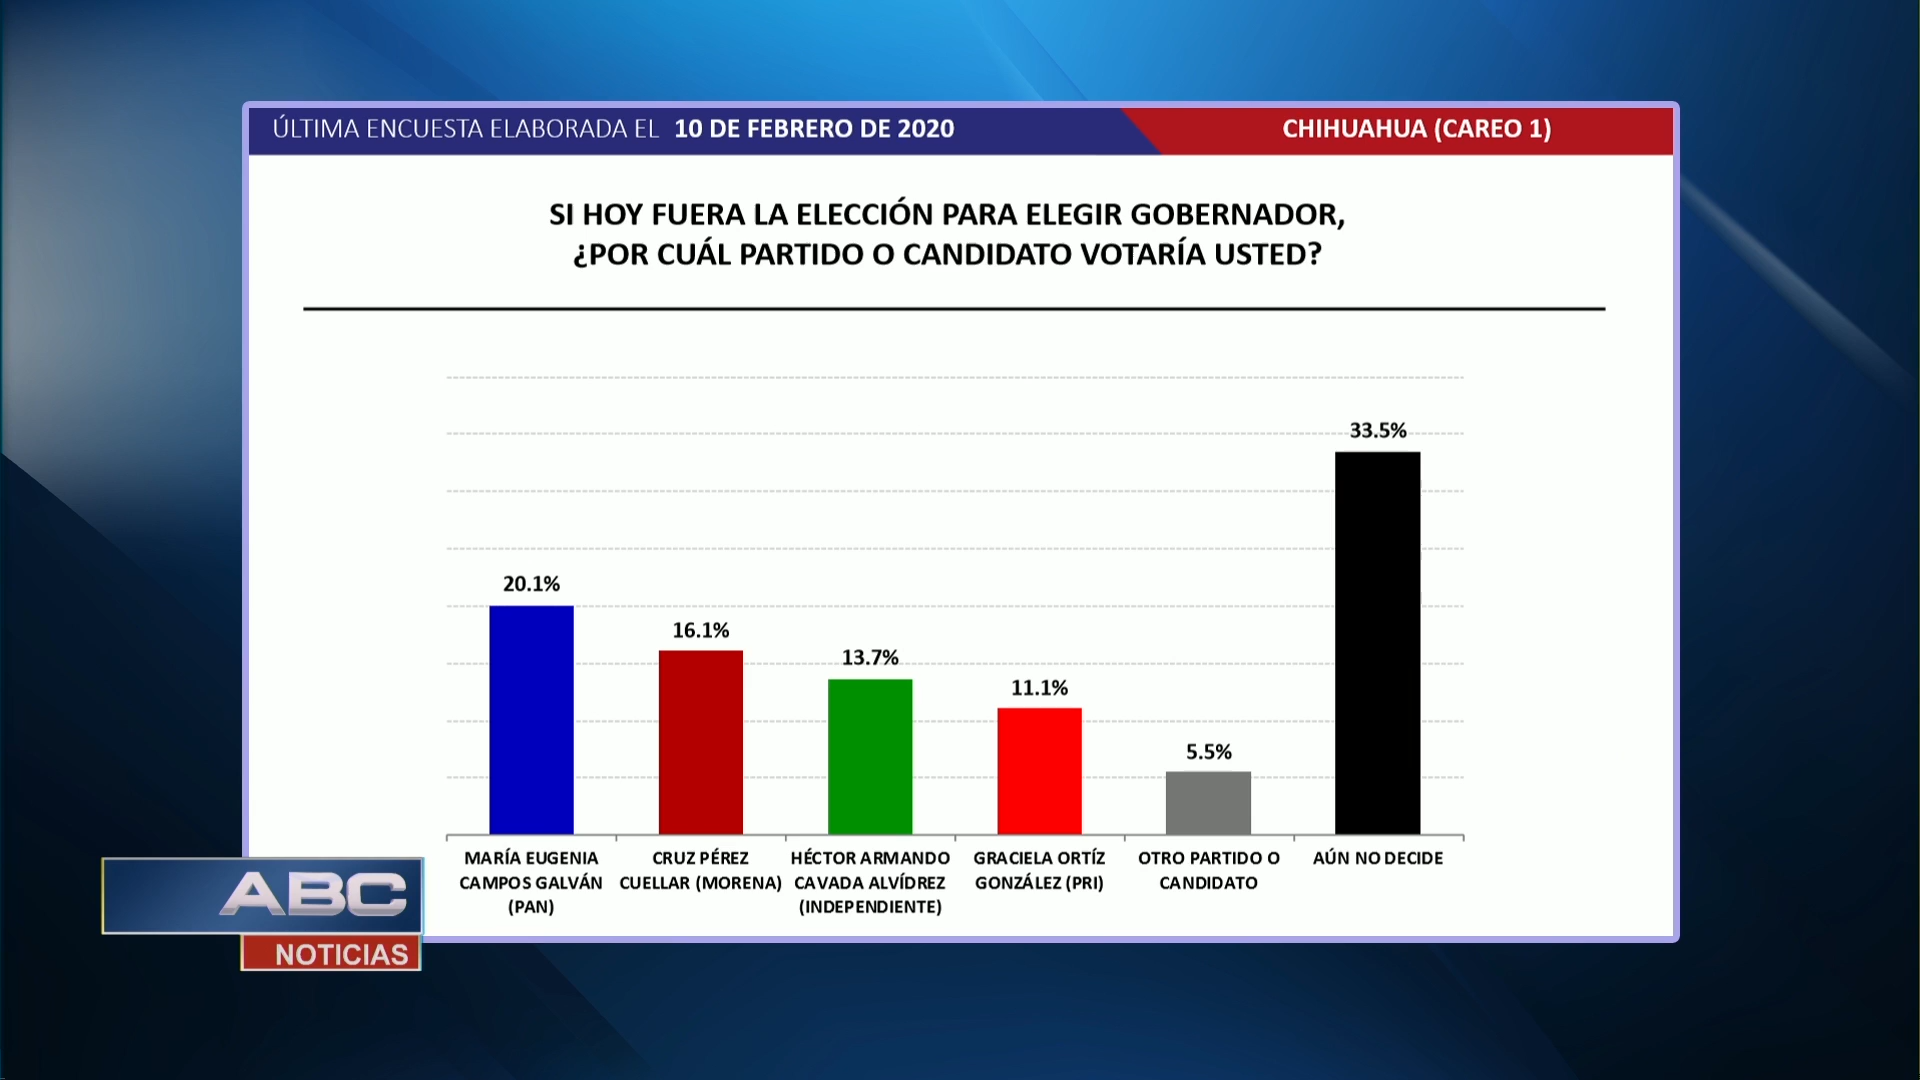 ÚLTIMA ENCUESTA ELABORADA EL 10 DE FEBRERO DE 2020
CHIHUAHUA (CAREO 1)
SI HOY FUERA LA ELECCIÓN PARA ELEGIR GOBERNADOR,
¿POR CUÁL PARTIDO O CANDIDATO VOTARÍA USTED?
20.1%
16.1%
13.7%
11.1%
5.5%
33.5%
MARÍA EUGENIA
CAMPOS GALVÁN
(PAN)
CRUZ PÉREZ
CUELLAR (MORENA)
HÉCTOR ARMANDO
CAVADA ALVÍDREZ
(INDEPENDIENTE)
GRACIELA ORTÍZ
GONZÁLEZ (PRI)
OTRO PARTIDO O
CANDIDATO
AÚN NO DECIDE
ABC
NOTICIAS